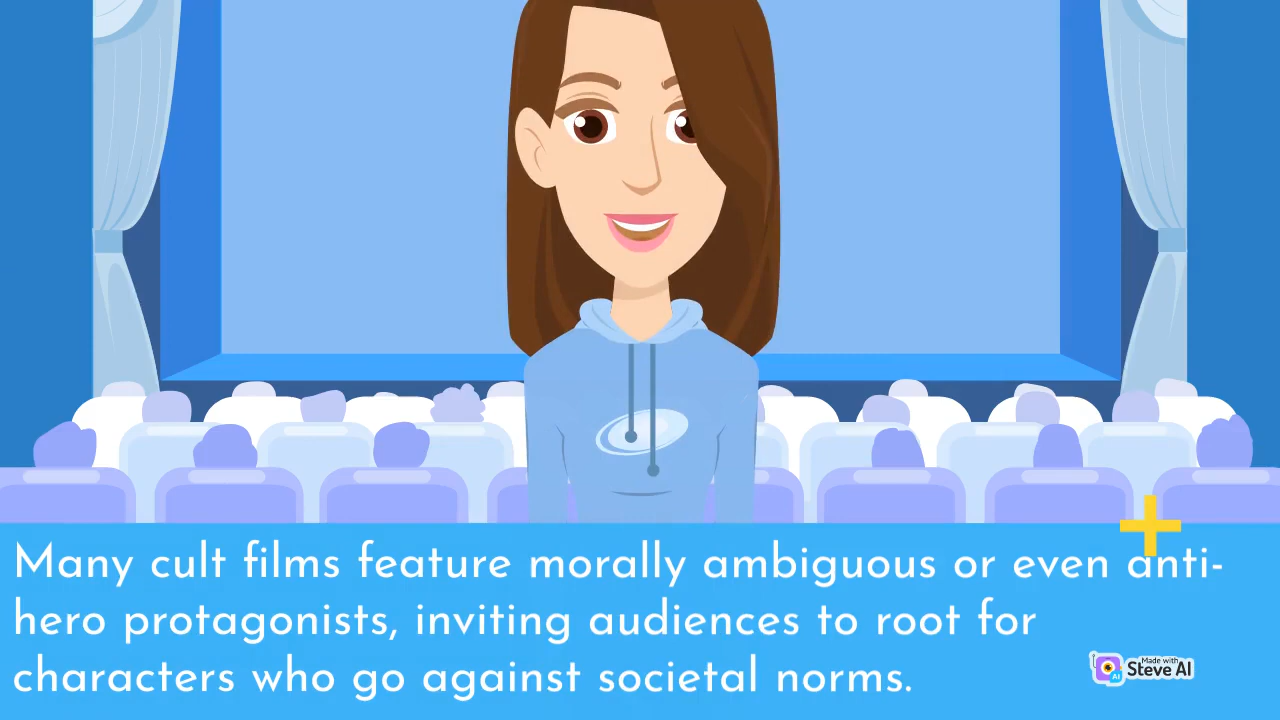 Many cult films feature morally ambiguous or even anti-
hero protagonists, inviting audiences to root for
characters who go against societal norms.
Made with
Steve AI
AI